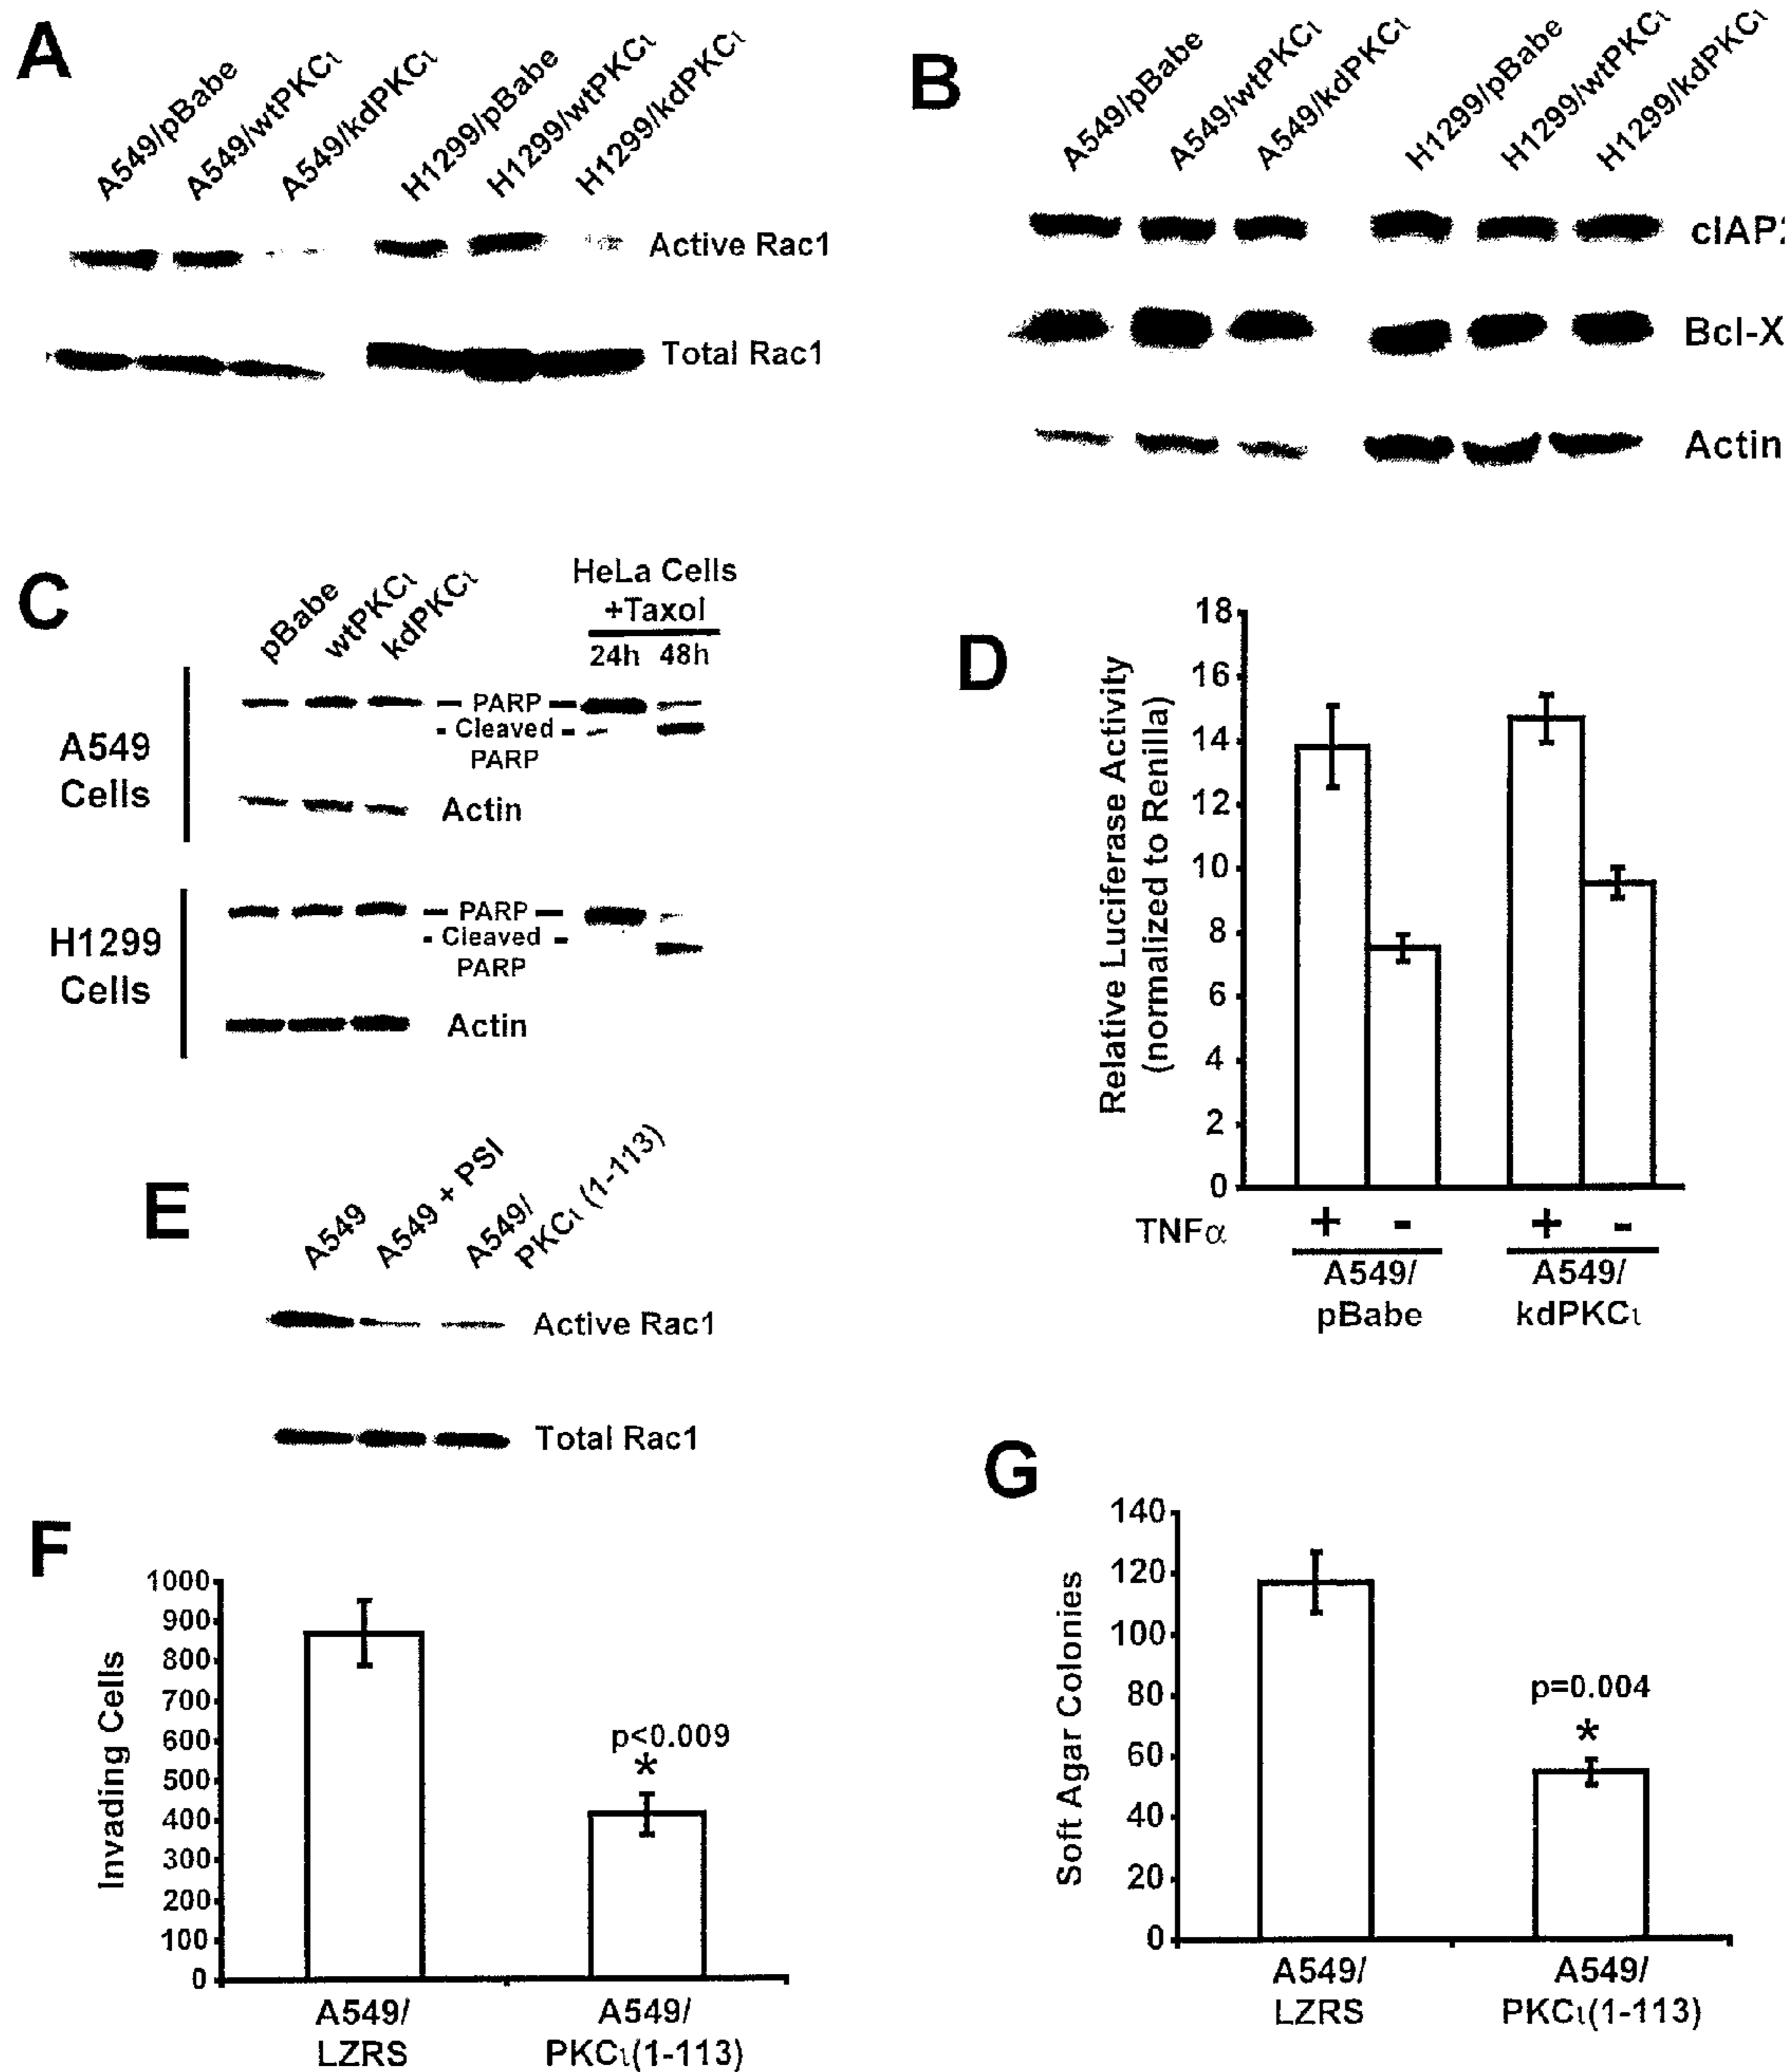 A
A549/pBabe
A549/wtPKCι
A549/kdPKCι
H1299/pBabe
H1299/wtPKCι
H1299/kdPKCι
Active Rac1
Total Rac1
B
A549/pBabe
A549/wtPKCι
A549/kdPKCι
H1299/pBabe
H1299/wtPKCι
H1299/kdPKCι
cIAP2
Bcl-X
Actin
C
pBabe
wtPKCι
kdPKCι
HeLa Cells
+Taxol
24h 48h
A549
Cells
PARP
Cleaved
PARP
Actin
H1299
Cells
PARP
Cleaved
PARP
Actin
D
Relative Luciferase Activity
(normalized to Renilla)
18
16
14
12
10
8
6
4
2
0
TNFα + - + -
A549/
pBabe
A549/
kdPKCι
E
A549
A549 + PSI
A549/
PKCι (1-113)
Active Rac1
Total Rac1
F
Invading Cells
1000
900
800
700
600
500
400
300
200
100
0
p<0.009
*
A549/
LZRS
A549/
PKCι(1-113)
G
Soft Agar Colonies
140
120
100
80
60
40
20
0
p=0.004
*
A549/
LZRS
A549/
PKCι(1-113)